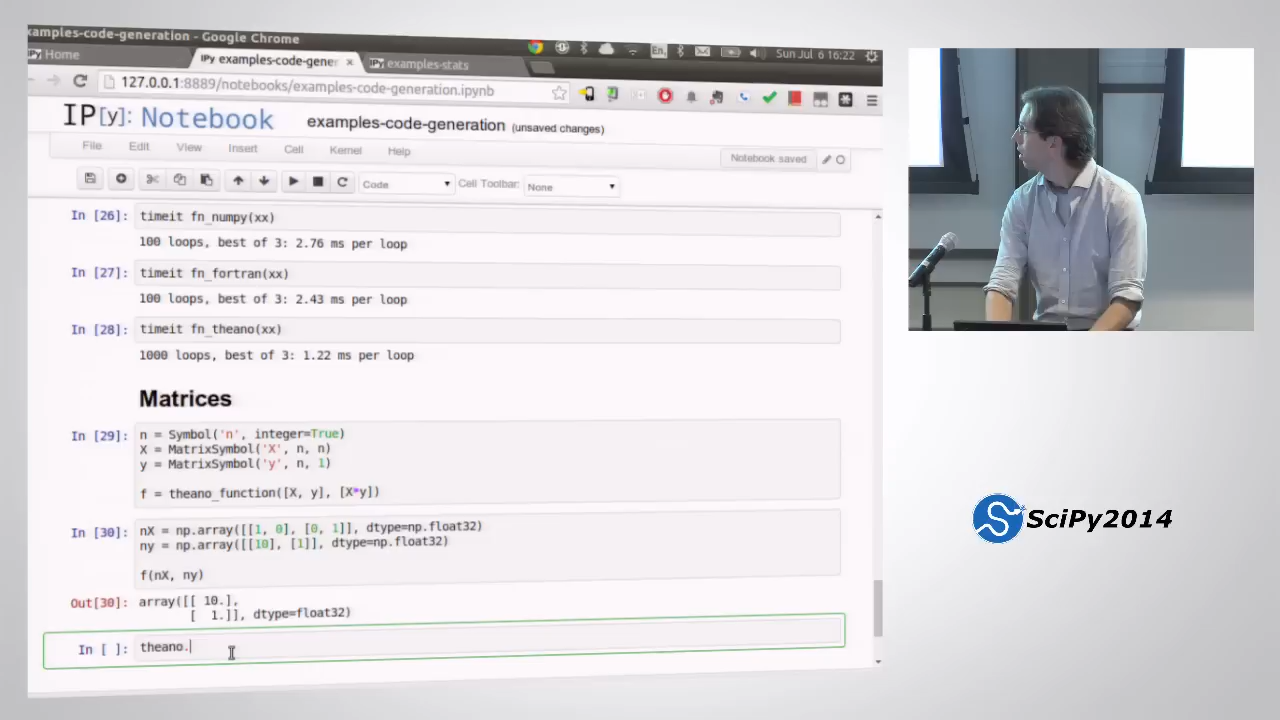 xamples-code-generation - Google Chrome
En
Sun Jul 6 16:22
IPy Home
IPy examples-code-gener ×
IPy examples-stats
127.0.0.1:8889/notebooks/examples-code-generation.ipynb
IP[y]: Notebook examples-code-generation (unsaved changes)
File Edit View Insert Cell Kernel Help
Notebook saved
Code Cell Toolbar: None
In [26]: timeit fn_numpy(xx)
100 loops, best of 3: 2.76 ms per loop
In [27]: timeit fn_fortran(xx)
100 loops, best of 3: 2.43 ms per loop
In [28]: timeit fn_theano(xx)
1000 loops, best of 3: 1.22 ms per loop
Matrices
In [29]: n = Symbol('n', integer=True)
X = MatrixSymbol('X', n, n)
y = MatrixSymbol('y', n, 1)
f = theano_function([X, y], [X*y])
In [30]: nX = np.array([[1, 0], [0, 1]], dtype=np.float32)
ny = np.array([[10], [1]], dtype=np.float32)
f(nX, ny)
Out[30]: array([[ 10.],
[ 1.]], dtype=float32)
In [ ]: theano.
SciPy2014